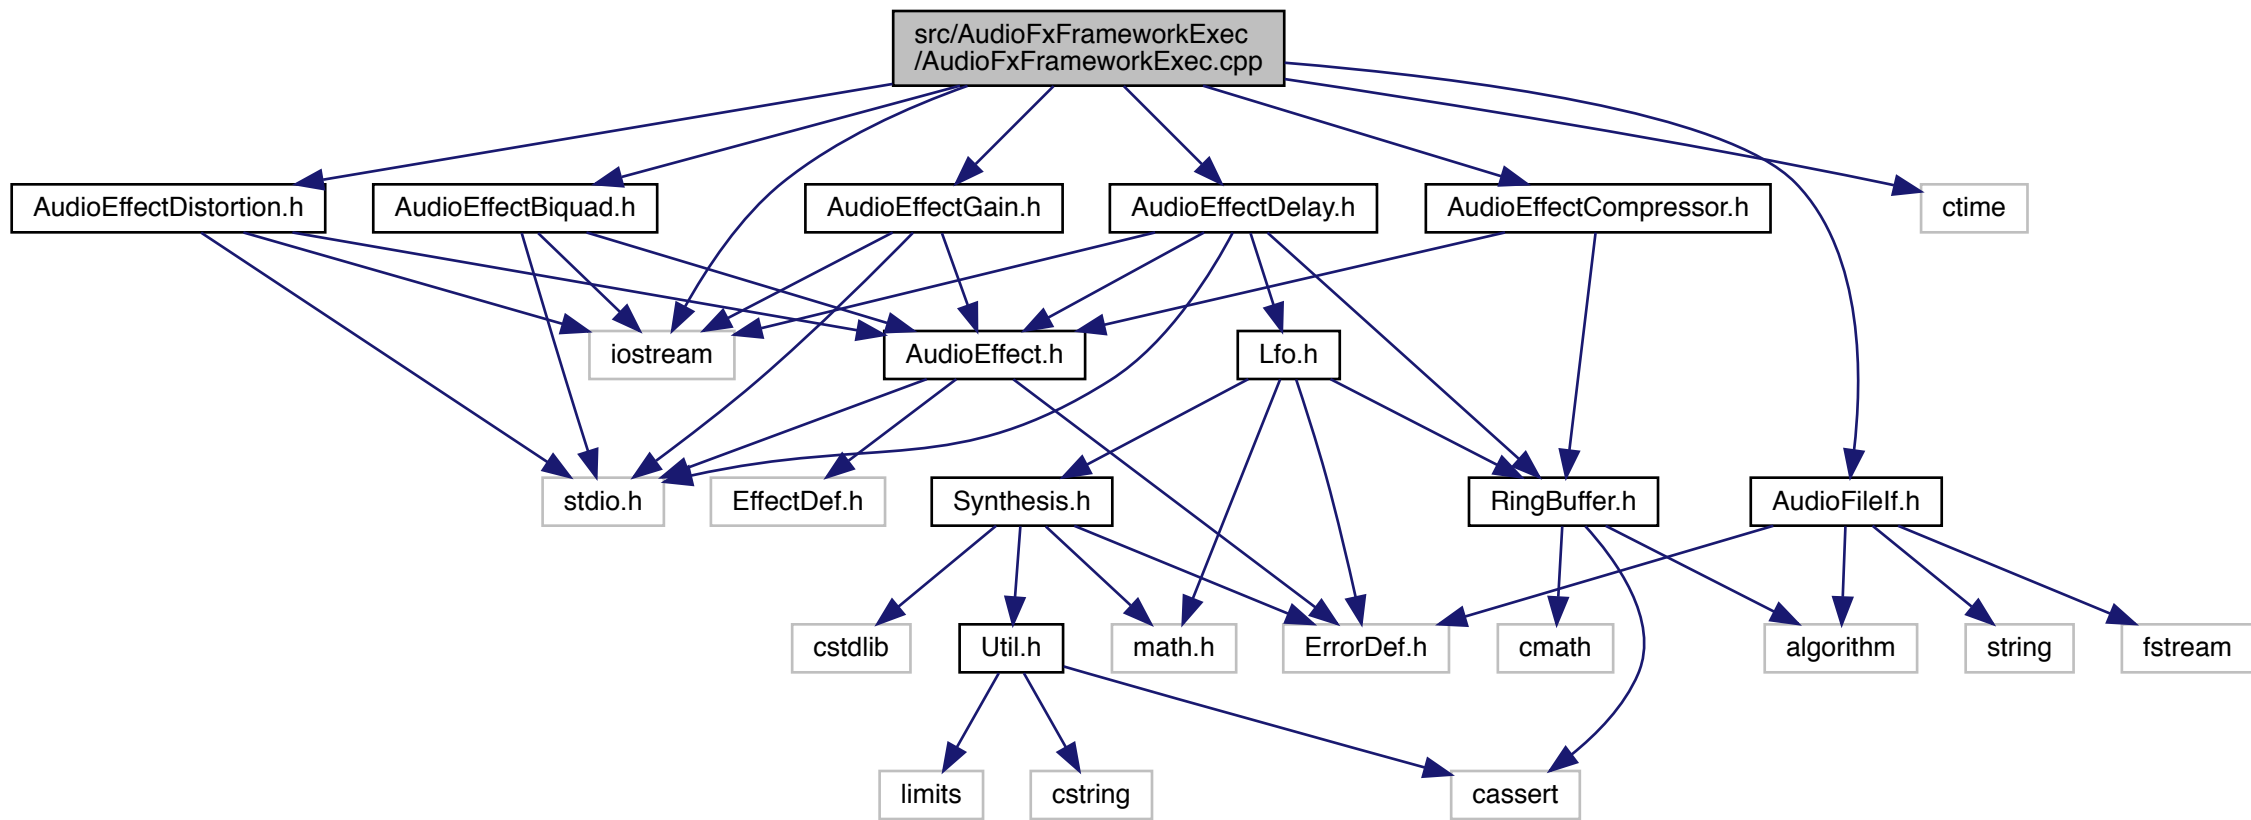 src/AudioFxFrameworkExec
/AudioFxFrameworkExec.cpp
AudioEffectDistortion.h
AudioEffectBiquad.h
AudioEffectGain.h
AudioEffectDelay.h
AudioEffectCompressor.h
ctime
iostream
AudioEffect.h
Lfo.h
stdio.h
EffectDef.h
Synthesis.h
RingBuffer.h
AudioFileIf.h
cstdlib
Util.h
math.h
ErrorDef.h
cmath
algorithm
string
fstream
limits
cstring
cassert